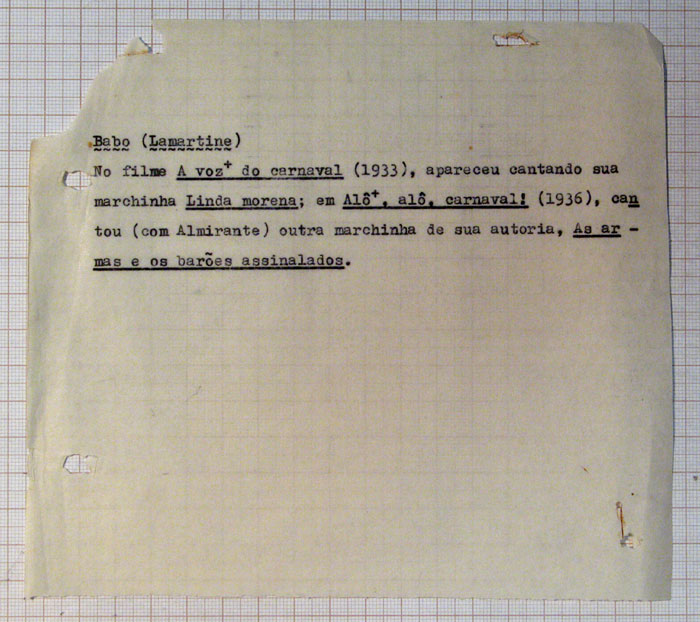 Babo (Lamartine)
No filme A voz+ do carnaval (1933), apareceu cantando sua
marchinha Linda morena; em Alô+, alô, carnaval! (1936), can
tou (com Almirante) outra marchinha de sua autoria, As ar -
mas e os barões assinalados.